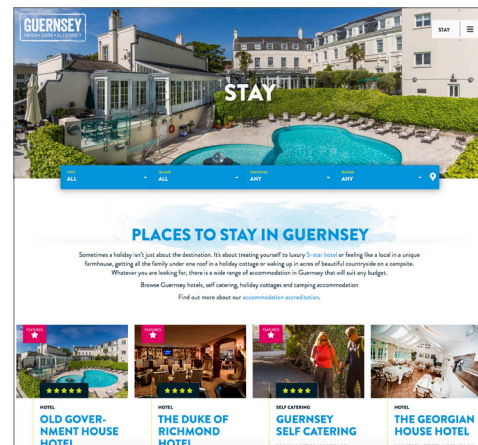 GUERNSEY
HERM • SARK • ALDERNEY
STAY
STAY
TYPE
ALL
ISLAND
ALL
FACILITIES
ANY
RATING
ANY
PLACES TO STAY IN GUERNSEY
Sometimes a holiday isn't just about the destination. It's about treating yourself to luxury 5-star hotel or feeling like a local in a unique
farmhouse, getting all the family under one roof in a holiday cottage or waking up in acres of beautiful countryside on a campsite.
Whatever you are looking for, there is a wide range of accommodation in Guernsey that will suit any budget.
Browse Guernsey hotels, self catering, holiday cottages and camping accommodation
Find out more about our accommodation accreditation.
FEATURED
FEATURED
FEATURED
HOTEL
OLD GOVER-
NMENT HOUSE
HOTEL
HOTEL
THE DUKE OF
RICHMOND
HOTEL
SELF CATERING
GUERNSEY
SELF CATERING
HOTEL
THE GEORGIAN
HOUSE HOTEL